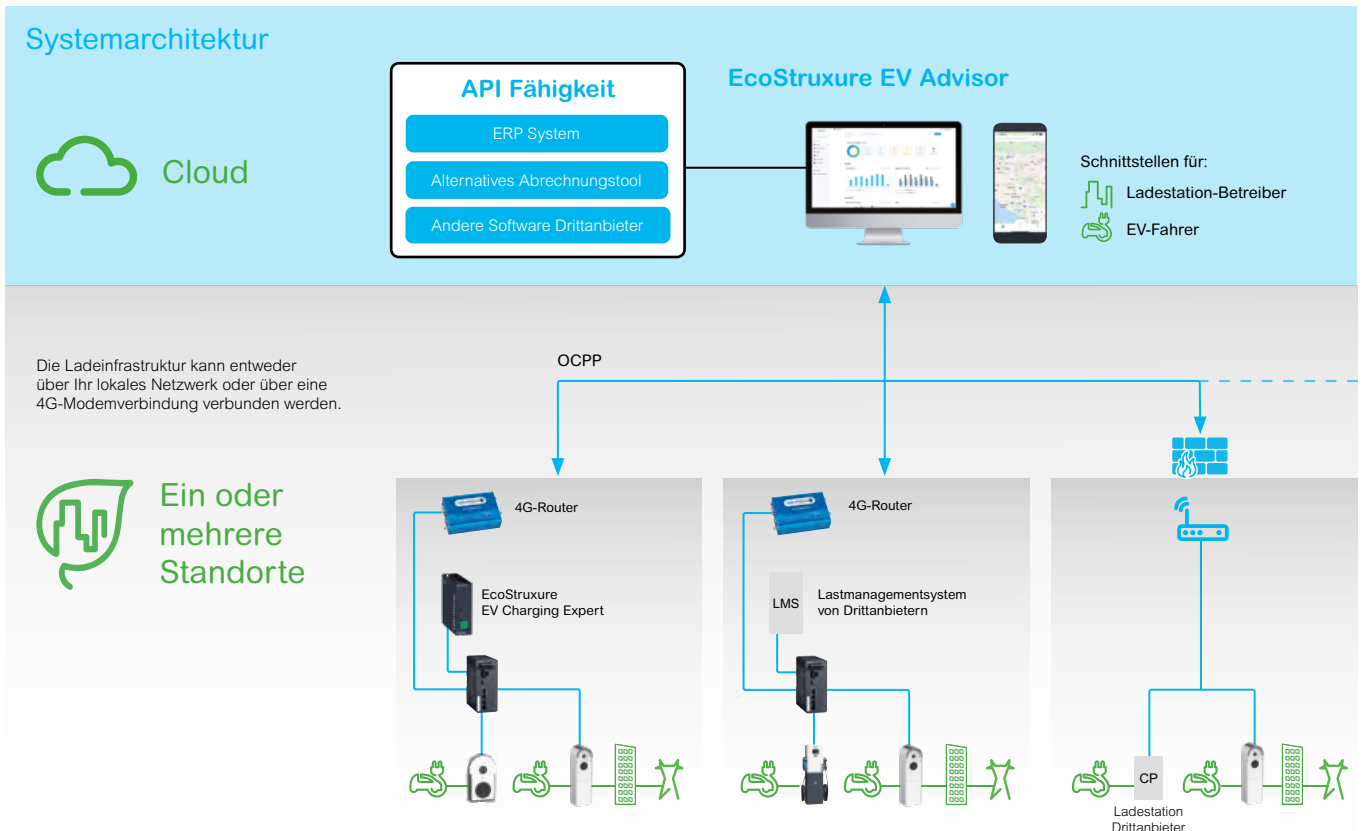 Systemarchitektur
Cloud
API Fähigkeit
ERP System
Alternatives Abrechnungstool
Andere Software Drittanbieter
EcoStruxure EV Advisor
Schnittstellen für:
Ladestation-Betreiber
EV-Fahrer
Die Ladeinfrastruktur kann entweder
über Ihr lokales Netzwerk oder über eine
4G-Modemverbindung verbunden werden.
OCPP
Ein oder
mehrere
Standorte
4G-Router
EcoStruxure
EV Charging Expert
4G-Router
LMS
Lastmanagementsystem
von Drittanbietern
CP
Ladestation
Drittanbieter